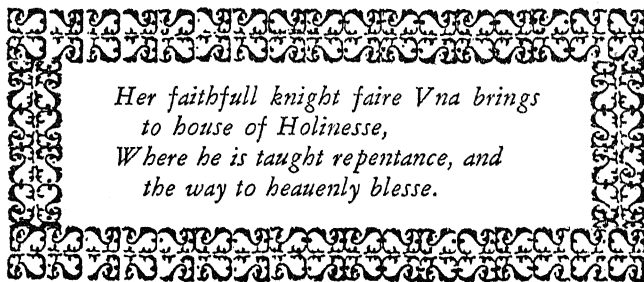 Her faithfull knight faire Vna brings
to house of Holinesse,
Where he is taught repentance, and
the way to heauenly blesse.